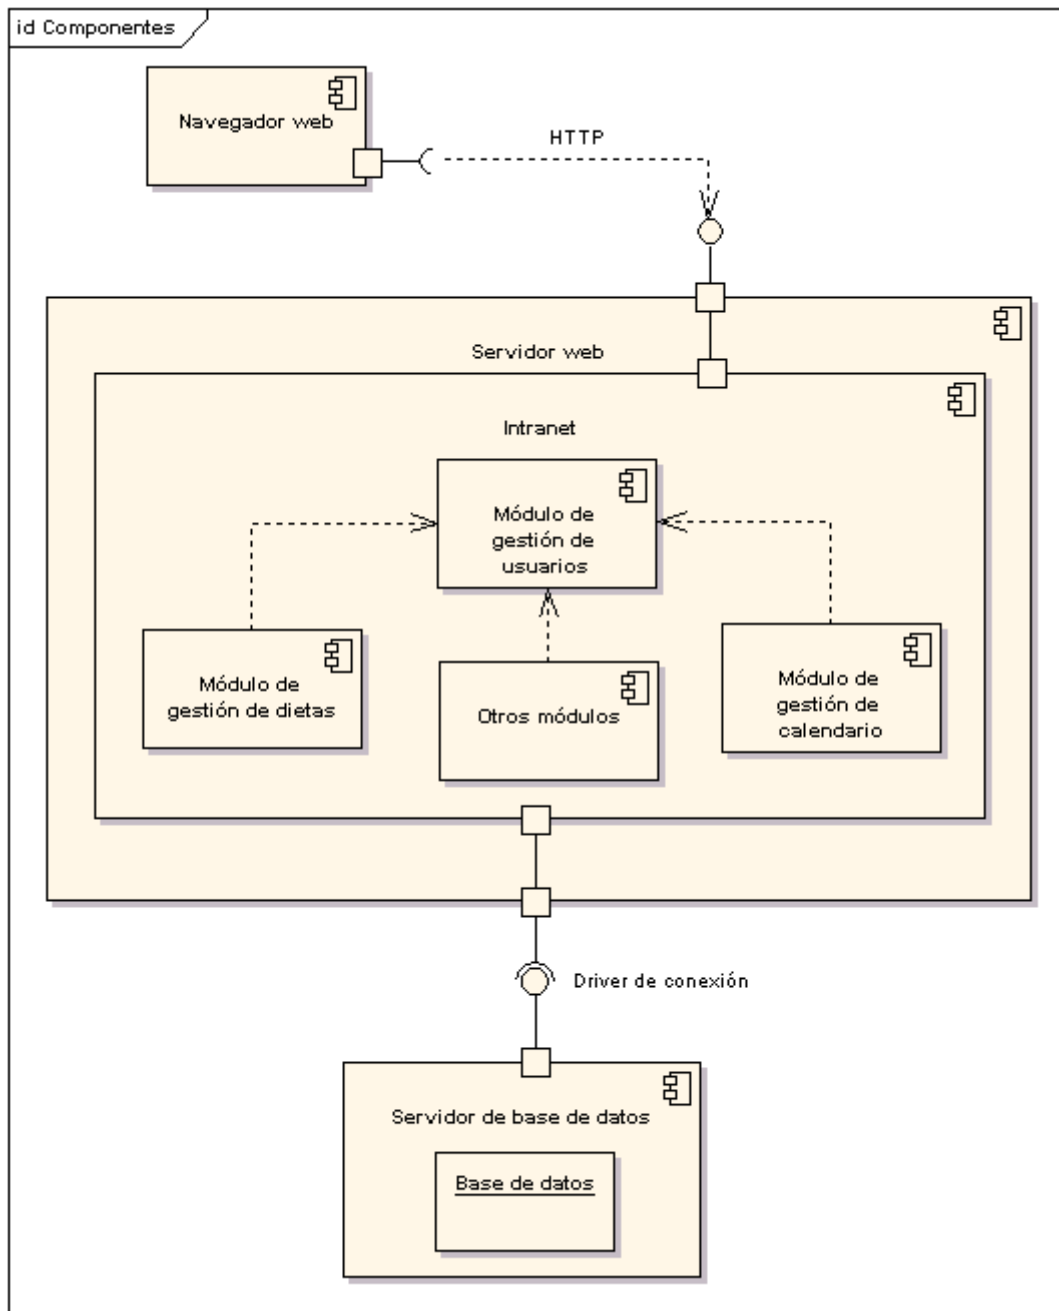 id Componentes
Navegador web
HTTP
Servidor web
Intranet
Módulo de
gestión de
usuarios
Módulo de
gestión de dietas
Otros módulos
Módulo de
gestión de
calendario
Driver de conexión
Servidor de base de datos
Base de datos